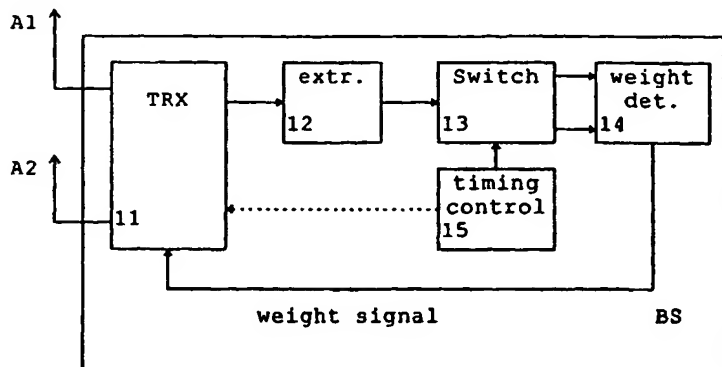 A1
TRX
11
extr.
12
Switch
13
weight
det.
14
A2
timing
control
15
weight signal
BS